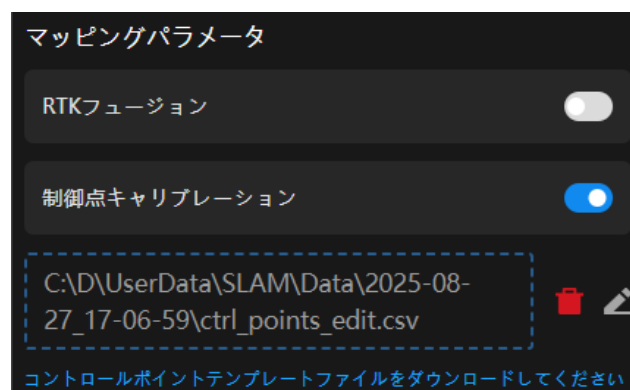 マッピングパラメータ
RTKフュージョン
制御点キャリブレーション
C:\D\UserData\SLAM\Data\2025-08-
27_17-06-59\ctrl_points_edit.csv
コントロールポイントテンプレートファイルをダウンロードしてください